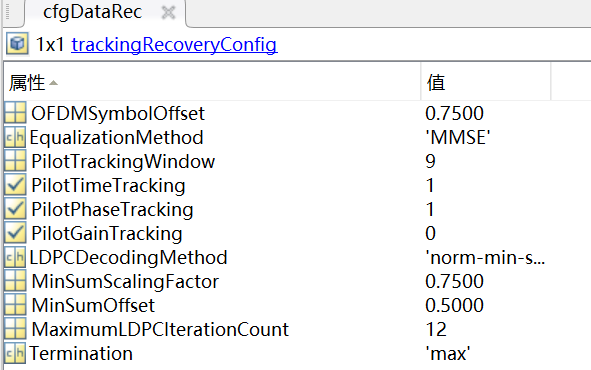 cfgDataRec
1x1 trackingRecoveryConfig
属性 值
OFDMSymbolOffset 0.7500
EqualizationMethod 'MMSE'
PilotTrackingWindow 9
PilotTimeTracking 1
PilotPhaseTracking 1
PilotGainTracking 0
LDPCDecodingMethod 'norm-min-s...
MinSumScalingFactor 0.7500
MinSumOffset 0.5000
MaximumLDPCIterationCount 12
Termination 'max'